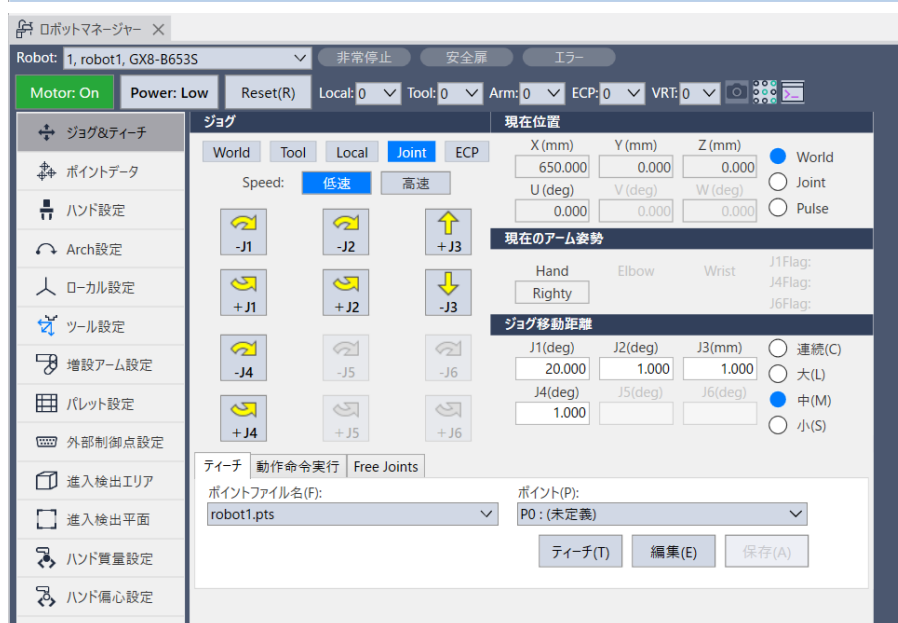 ロボットマネージャー
Robot: 1, robot1, GX8-B653S 非常停止 安全扉 エラー
Motor: On Power: Low Reset(R) Local: 0 Tool: 0 Arm: 0 ECP: 0 VRT: 0
ジョグ&ティーチ
ポイントデータ
ハンド設定
Arch設定
ローカル設定
ツール設定
増設アーム設定
パレット設定
外部制御点設定
進入検出エリア
進入検出平面
ハンド質量設定
ハンド偏心設定
ジョグ
World Tool Local Joint ECP
Speed: 低速 高速
-J1 -J2 +J3
+J1 +J2 -J3
-J4 -J5 -J6
+J4 +J5 +J6
現在位置
X (mm) Y (mm) Z (mm)
650.000 0.000 0.000
U (deg) V (deg) W (deg)
0.000 0.000 0.000
World
Joint
Pulse
現在のアーム姿勢
Hand Elbow Wrist
Righty
J1Flag:
J4Flag:
J6Flag:
ジョグ移動距離
J1(deg) J2(deg) J3(mm)
20.000 1.000 1.000
J4(deg) J5(deg) J6(deg)
1.000
連続(C)
大(L)
中(M)
小(S)
ティーチ 動作命令実行 Free Joints
ポイントファイル名(F): ポイント(P):
robot1.pts P0 : (未定義)
ティーチ(T) 編集(E) 保存(A)